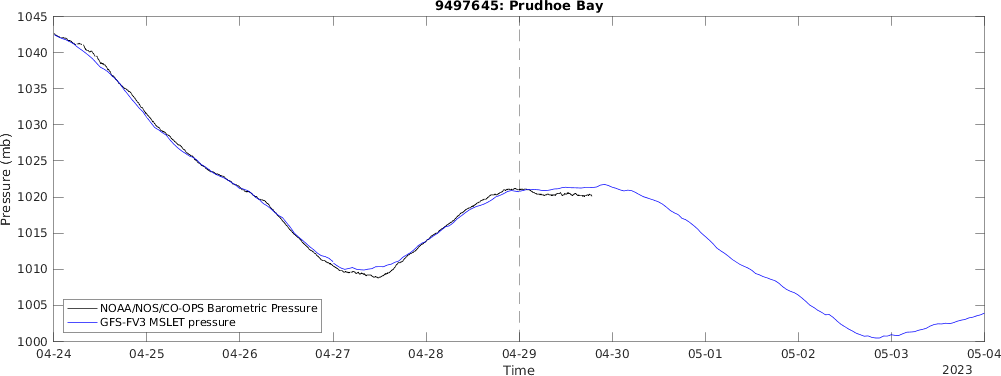 9497645: Prudhoe Bay
1045
1040
1035
1030
1025
1020
1015
1010
1005
1000
Pressure (mb)
NOAA/NOS/CO-OPS Barometric Pressure
GFS-FV3 MSLET pressure
04-24 04-25 04-26 04-27 04-28 04-29 04-30 05-01 05-02 05-03 05-04
Time
2023